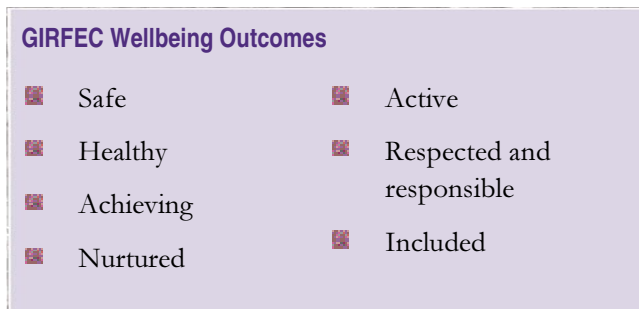 GIRFEC Wellbeing Outcomes
Safe
Healthy
Achieving
Nurtured
Active
Respected and
responsible
Included